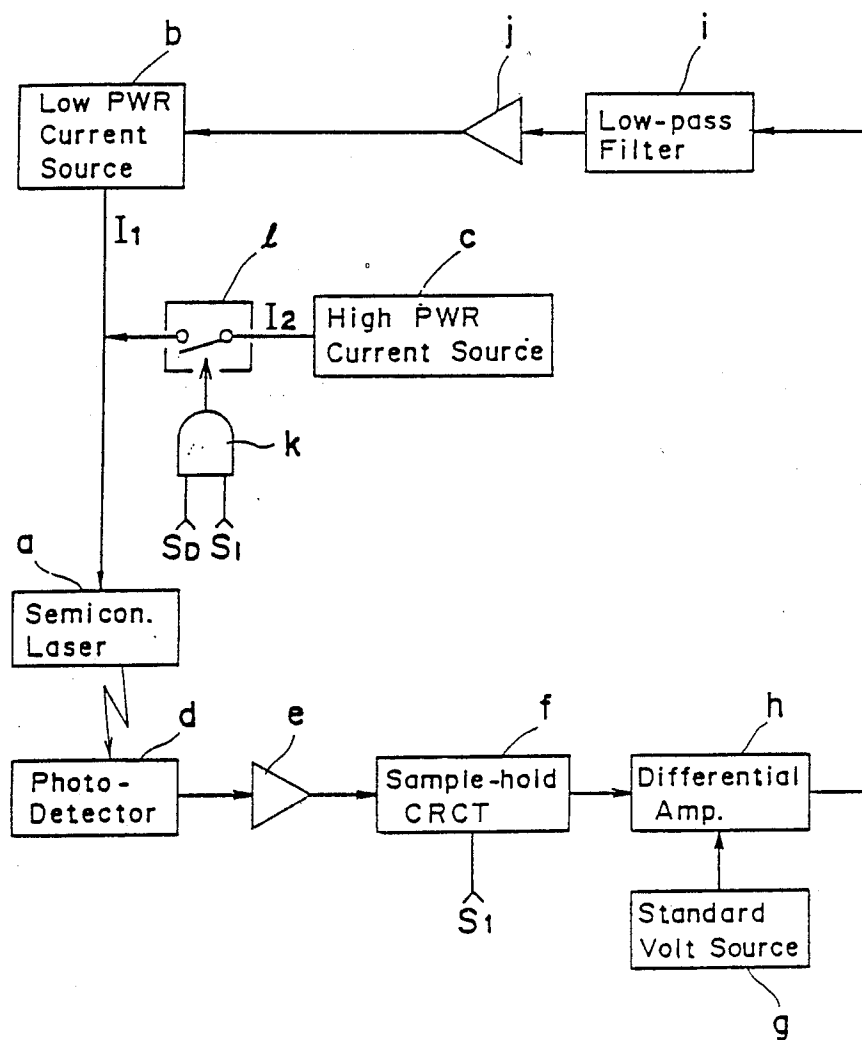 b
j
i
Low PWR
Current
Source
Low-pass
Filter
I1
ℓ
c
I2
High PWR
Current Source
k
SD
S1
a
Semicon.
Laser
d
e
f
h
Photo-
Detector
Sample-hold
CRCT
Differential
Amp.
S1
Standard
Volt Source
g